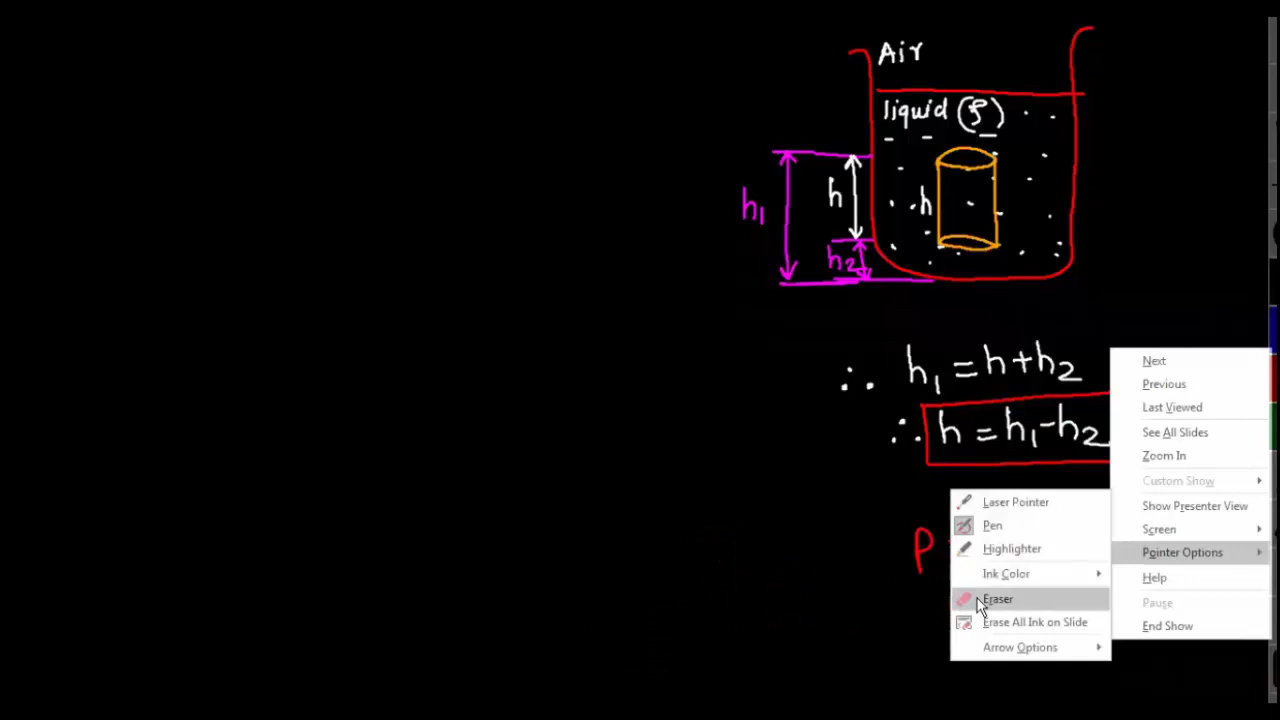 Air
liquid (ρ)
h₁
h
h
h₂
∴ h₁ = h + h₂
∴ h = h₁ - h₂
P
Next
Previous
Last Viewed
See All Slides
Zoom In
Custom Show
Show Presenter View
Screen
Pointer Options
Help
Pause
End Show
Laser Pointer
Pen
Highlighter
Ink Color
Eraser
Erase All Ink on Slide
Arrow Options